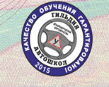 КАЧЕСТВО ОБУЧЕНИЯ ГАРАНТИРОВАНО
ГИЛЬДИЯ
АВТОШКОЛ
2015